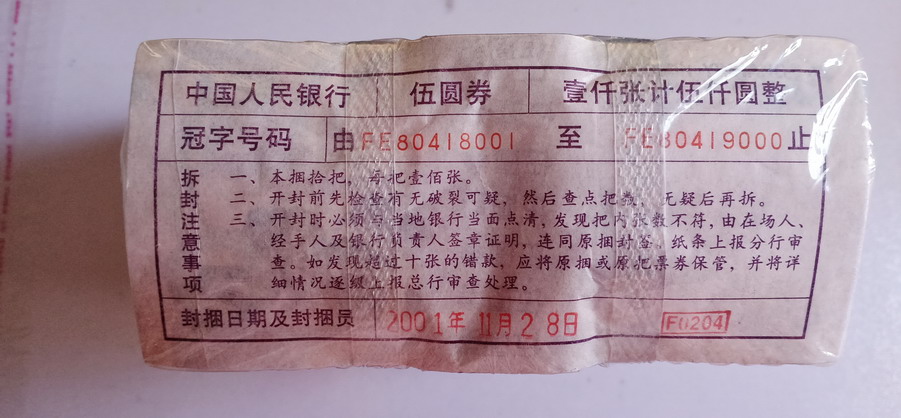 中国人民银行 伍圆券 壹仟张计伍仟圆整
冠字号码 由FE80418001 至 FE80419000止
拆封注意事项
一、本捆拾把，每把壹佰张。
二、开封前先检查有无破裂可疑，然后查点把数，无疑后再拆。
三、开封时必须与当地银行当面点清，发现把内张数不符，由在场人、
经手人及银行负责人签章证明，连同原捆封签、纸条上报分行审
查。如发现超过十张的错款，应将原捆或原把票券保管，并将详
细情况逐级上报总行审查处理。
封捆日期及封捆员 2001年11月28日 F0204